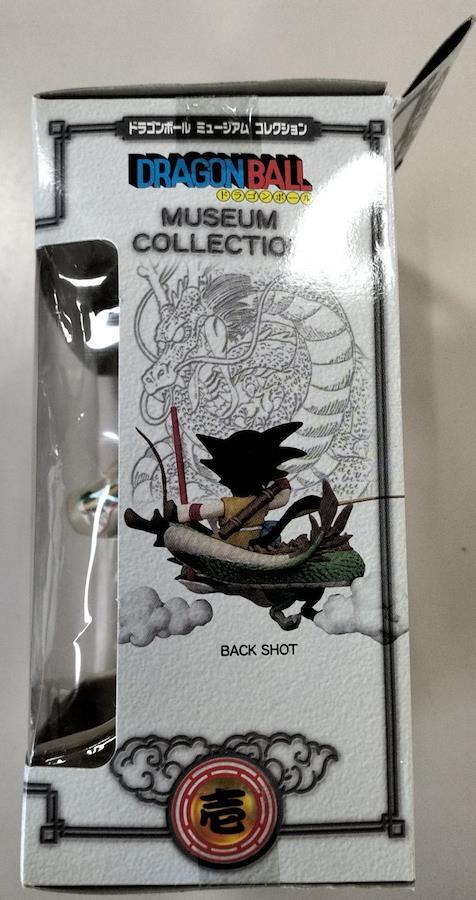 ドラゴンボール ミュージアム コレクション
DRAGON BALL
ドラゴンボール
MUSEUM
COLLECTIO
BACK SHOT
壱